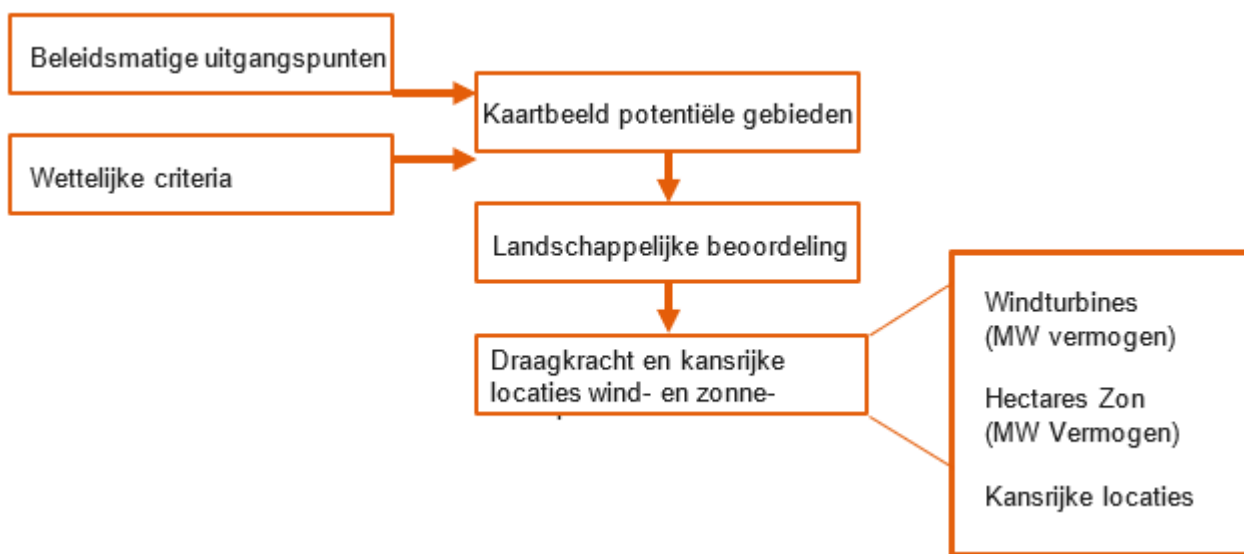 Beleidsmatige uitgangspunten
Wettelijke criteria
Kaartbeeld potentiële gebieden
Landschappelijke beoordeling
Draagkracht en kansrijke
locaties wind- en zonne-
Windturbines
(MW vermogen)
Hectares Zon
(MW Vermogen)
Kansrijke locaties